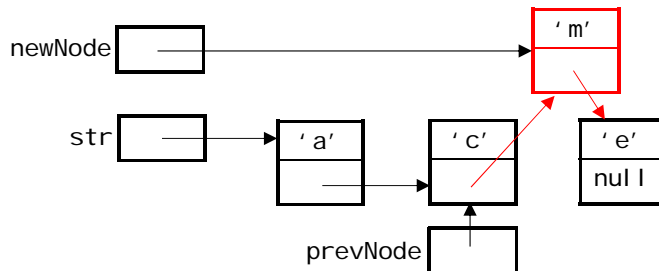 ‘m’
newNode
str
‘a’ ‘c’ ‘e’
null
prevNode